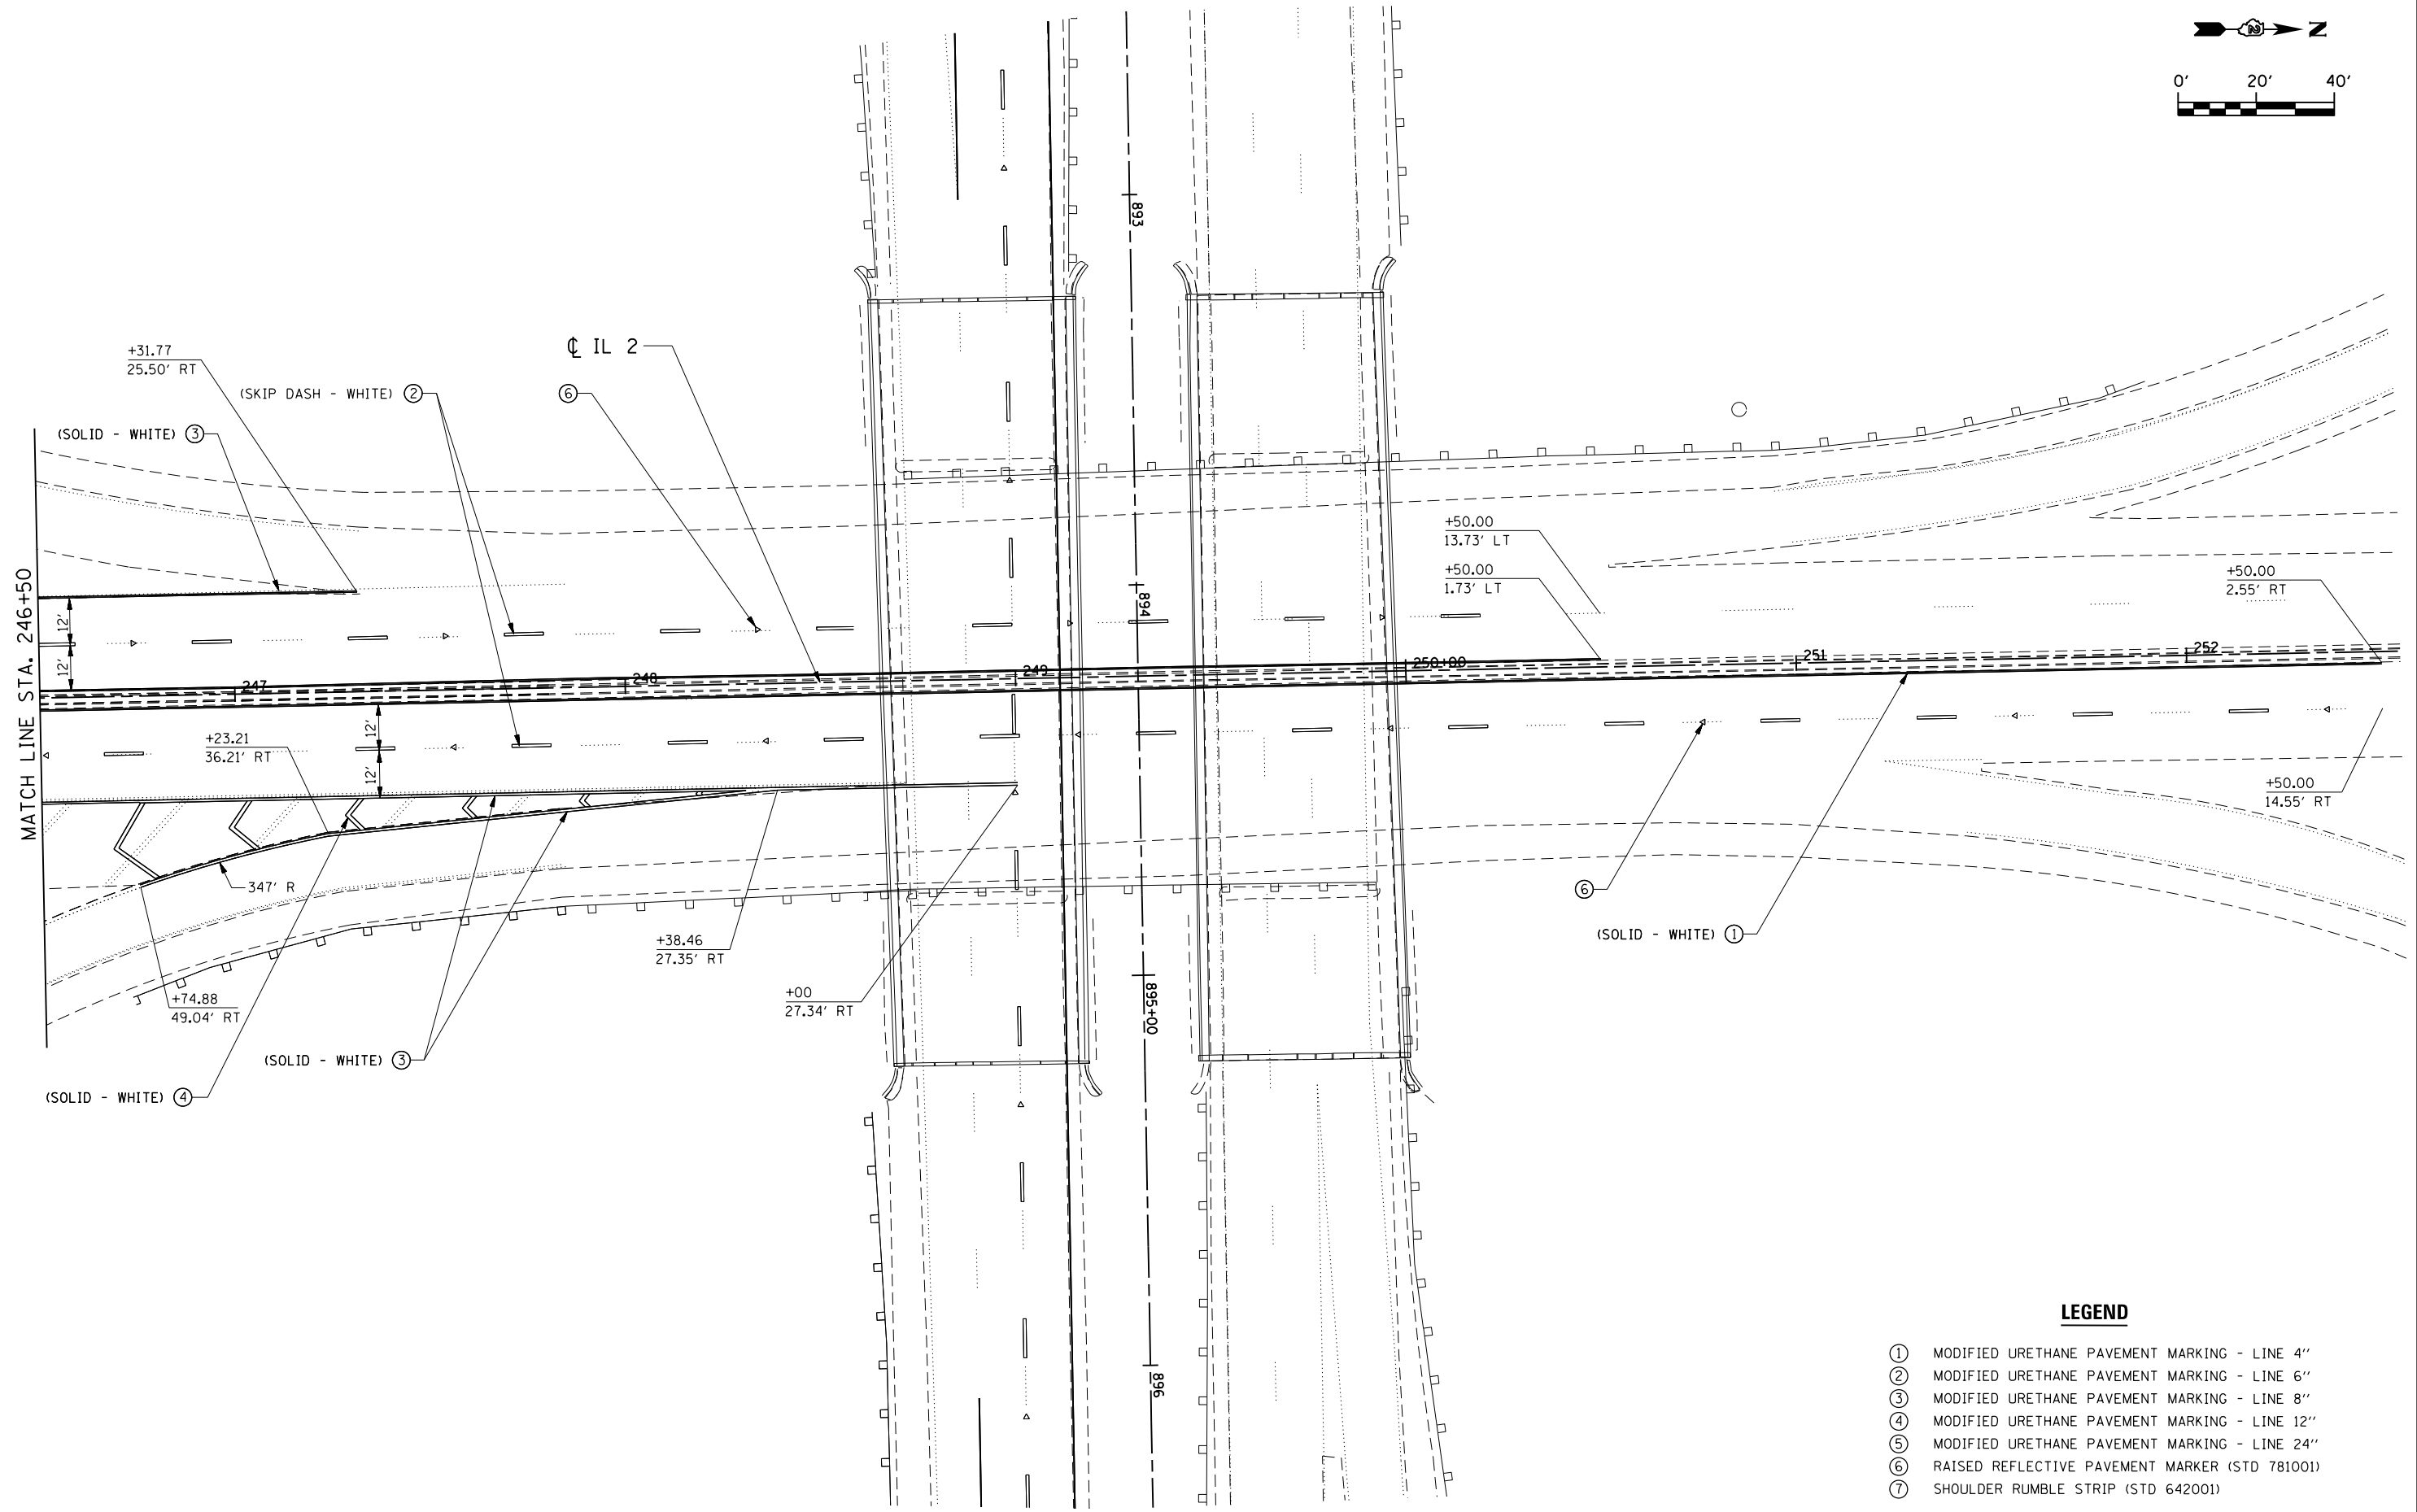 N
0' 20' 40'
893
+31.77
25.50' RT
℄ IL 2
(SKIP DASH - WHITE) 2
6
(SOLID - WHITE) 3
+50.00
13.73' LT
+50.00
1.73' LT
+50.00
2.55' RT
894
MATCH LINE STA. 246+50
12'
12'
247
248
249
250+00
251
252
12'
12'
+23.21
36.21' RT
+50.00
14.55' RT
347' R
6
(SOLID - WHITE) 1
+38.46
27.35' RT
+00
27.34' RT
+74.88
49.04' RT
895+00
(SOLID - WHITE) 3
(SOLID - WHITE) 4
896
LEGEND
1 MODIFIED URETHANE PAVEMENT MARKING - LINE 4''
2 MODIFIED URETHANE PAVEMENT MARKING - LINE 6''
3 MODIFIED URETHANE PAVEMENT MARKING - LINE 8''
4 MODIFIED URETHANE PAVEMENT MARKING - LINE 12''
5 MODIFIED URETHANE PAVEMENT MARKING - LINE 24''
6 RAISED REFLECTIVE PAVEMENT MARKER (STD 781001)
7 SHOULDER RUMBLE STRIP (STD 642001)